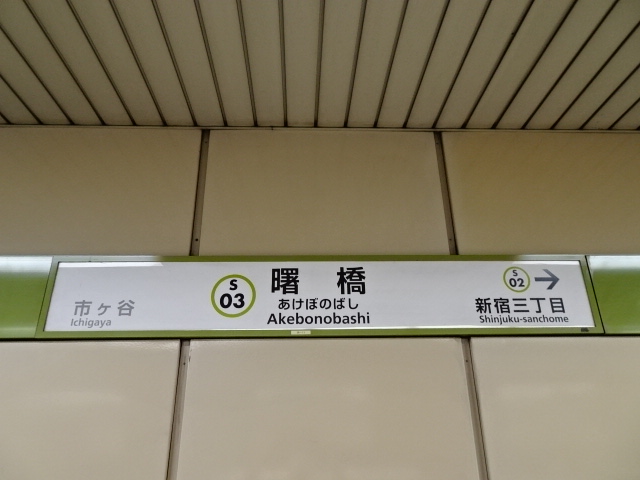 市ヶ谷
Ichigaya
S
03
曙橋
あけぼのばし
Akebonobashi
S
02
新宿三丁目
Shinjuku-sanchome